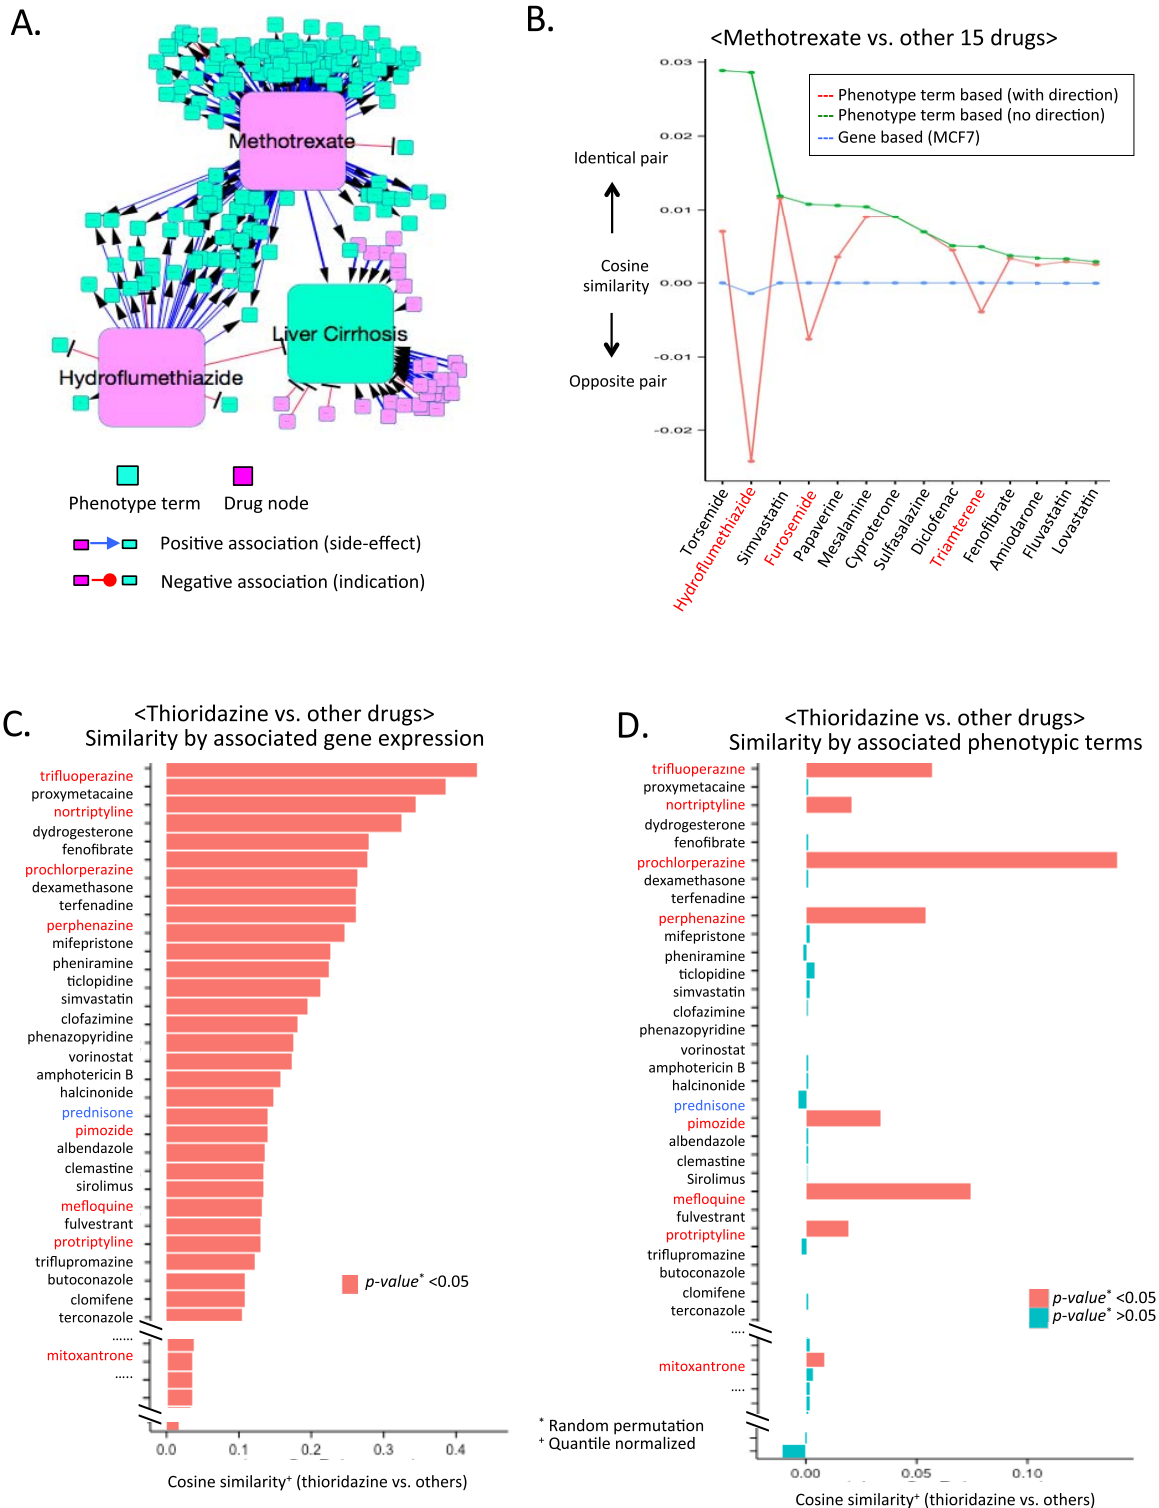 A.
Methotrexate
Liver Cirrhosis
Hydroflumethiazide
Phenotype term
Drug node
Positive association (side-effect)
Negative association (indication)
B.
<Methotrexate vs. other 15 drugs>
0.03
0.02
0.01
0.00
-0.01
-0.02
Phenotype term based (with direction)
Phenotype term based (no direction)
Gene based (MCF7)
Identical pair
Cosine
similarity
Opposite pair
Torsemide
Hydroflumethiazide
Simvastatin
Furosemide
Papaverine
Mesalamine
Cyproterone
Sulfasalazine
Diclofenac
Triamterene
Fenofibrate
Amiodarone
Fluvastatin
Lovastatin
C.
<Thioridazine vs. other drugs>
Similarity by associated gene expression
trifluoperazine
proxymetacaine
nortriptyline
dydrogesterone
fenofibrate
prochlorperazine
dexamethasone
terfenadine
perphenazine
mifepristone
pheniramine
ticlopidine
simvastatin
clofazimine
phenazopyridine
vorinostat
amphotericin B
halcinonide
prednisone
pimozide
albendazole
clemastine
sirolimus
mefloquine
fulvestrant
protriptyline
triflupromazine
butoconazole
clomifene
terconazole
......
mitoxantrone
.....
p-value* <0.05
0.0 0.1 0.2 0.3 0.4
Cosine similarity+ (thioridazine vs. others)
D.
<Thioridazine vs. other drugs>
Similarity by associated phenotypic terms
trifluoperazine
proxymetacaine
nortriptyline
dydrogesterone
fenofibrate
prochlorperazine
dexamethasone
terfenadine
perphenazine
mifepristone
pheniramine
ticlopidine
simvastatin
clofazimine
phenazopyridine
vorinostat
amphotericin B
halcinonide
prednisone
pimozide
albendazole
clemastine
Sirolimus
mefloquine
fulvestrant
protriptyline
triflupromazine
butoconazole
clomifene
terconazole
....
mitoxantrone
....
p-value* <0.05
p-value* >0.05
* Random permutation
+ Quantile normalized
0.00 0.05 0.10
Cosine similarity+ (thioridazine vs. others)